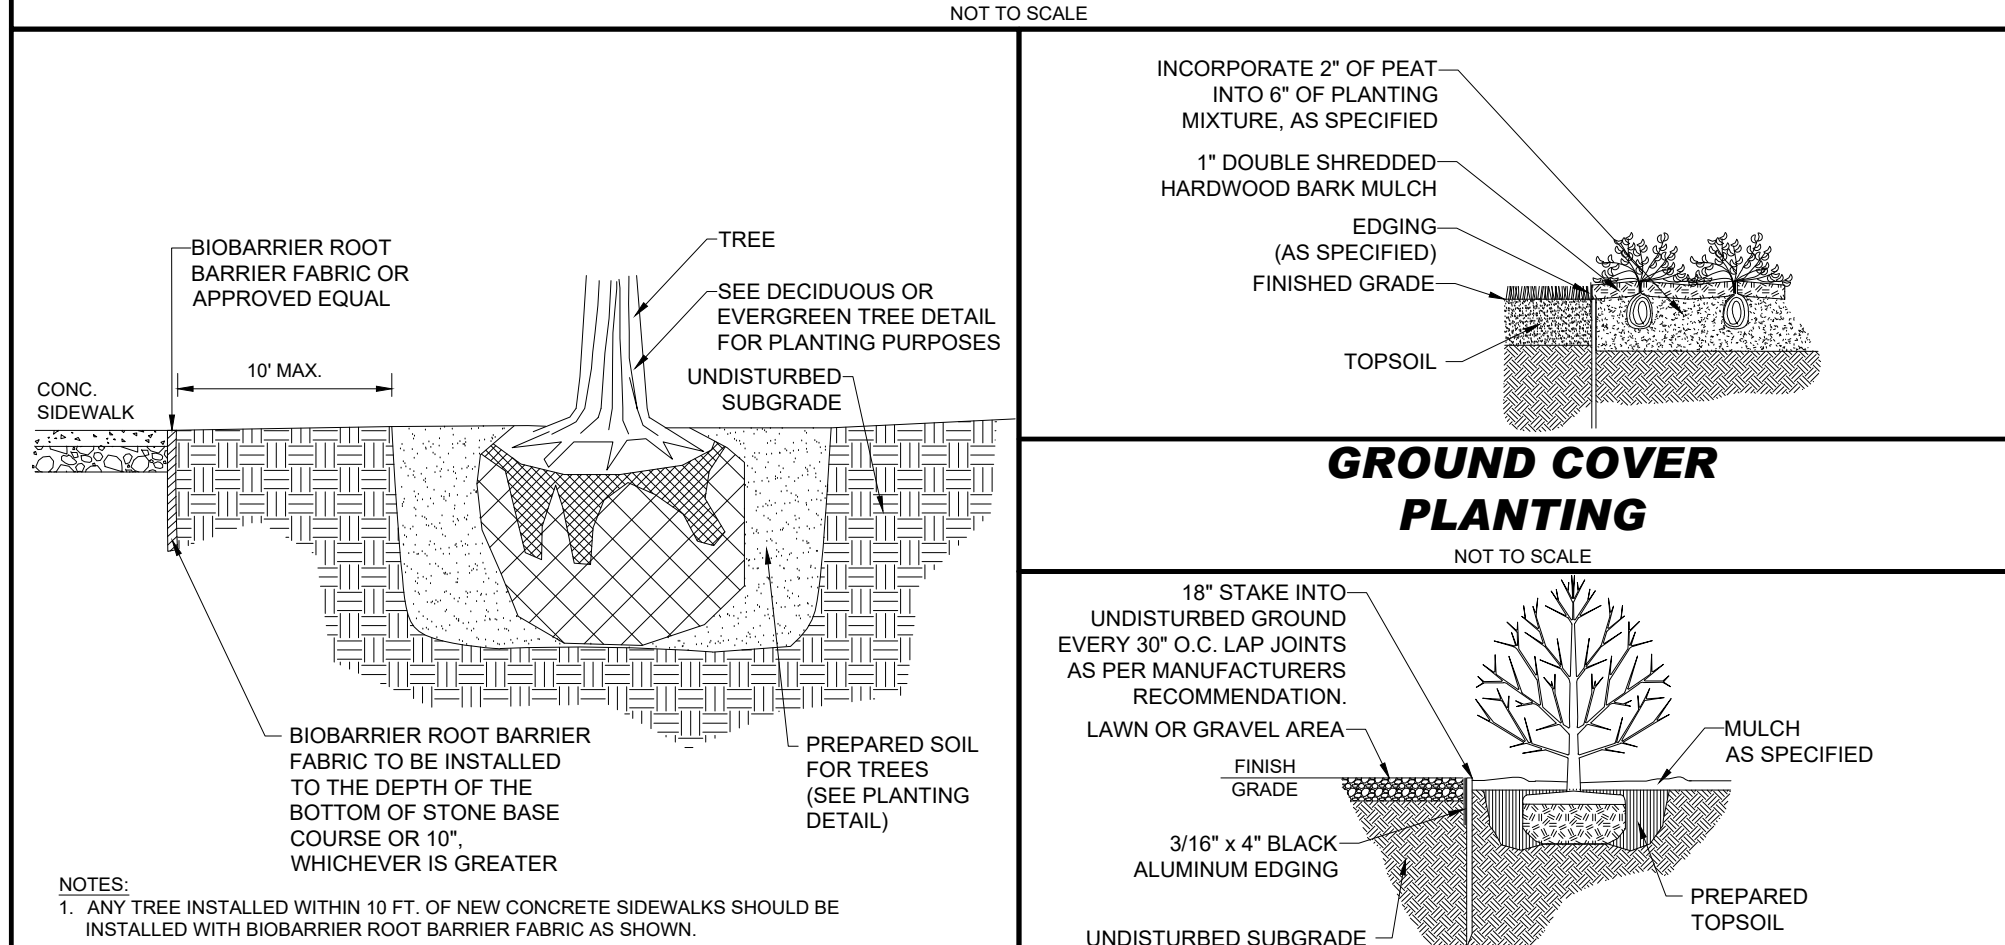 NOT TO SCALE
BIOBARRIER ROOT
BARRIER FABRIC OR
APPROVED EQUAL
TREE
SEE DECIDUOUS OR
EVERGREEN TREE DETAIL
FOR PLANTING PURPOSES
10' MAX.
UNDISTURBED
SUBGRADE
CONC.
SIDEWALK
BIOBARRIER ROOT BARRIER
FABRIC TO BE INSTALLED
TO THE DEPTH OF THE
BOTTOM OF STONE BASE
COURSE OR 10",
WHICHEVER IS GREATER
PREPARED SOIL
FOR TREES
(SEE PLANTING
DETAIL)
NOTES:
1. ANY TREE INSTALLED WITHIN 10 FT. OF NEW CONCRETE SIDEWALKS SHOULD BE
INSTALLED WITH BIOBARRIER ROOT BARRIER FABRIC AS SHOWN.
INCORPORATE 2" OF PEAT
INTO 6" OF PLANTING
MIXTURE, AS SPECIFIED
1" DOUBLE SHREDDED
HARDWOOD BARK MULCH
EDGING
(AS SPECIFIED)
FINISHED GRADE
TOPSOIL
GROUND COVER
PLANTING
NOT TO SCALE
18" STAKE INTO
UNDISTURBED GROUND
EVERY 30" O.C. LAP JOINTS
AS PER MANUFACTURERS
RECOMMENDATION.
LAWN OR GRAVEL AREA
MULCH
AS SPECIFIED
FINISH
GRADE
3/16" x 4" BLACK
ALUMINUM EDGING
PREPARED
TOPSOIL
UNDISTURBED SUBGRADE